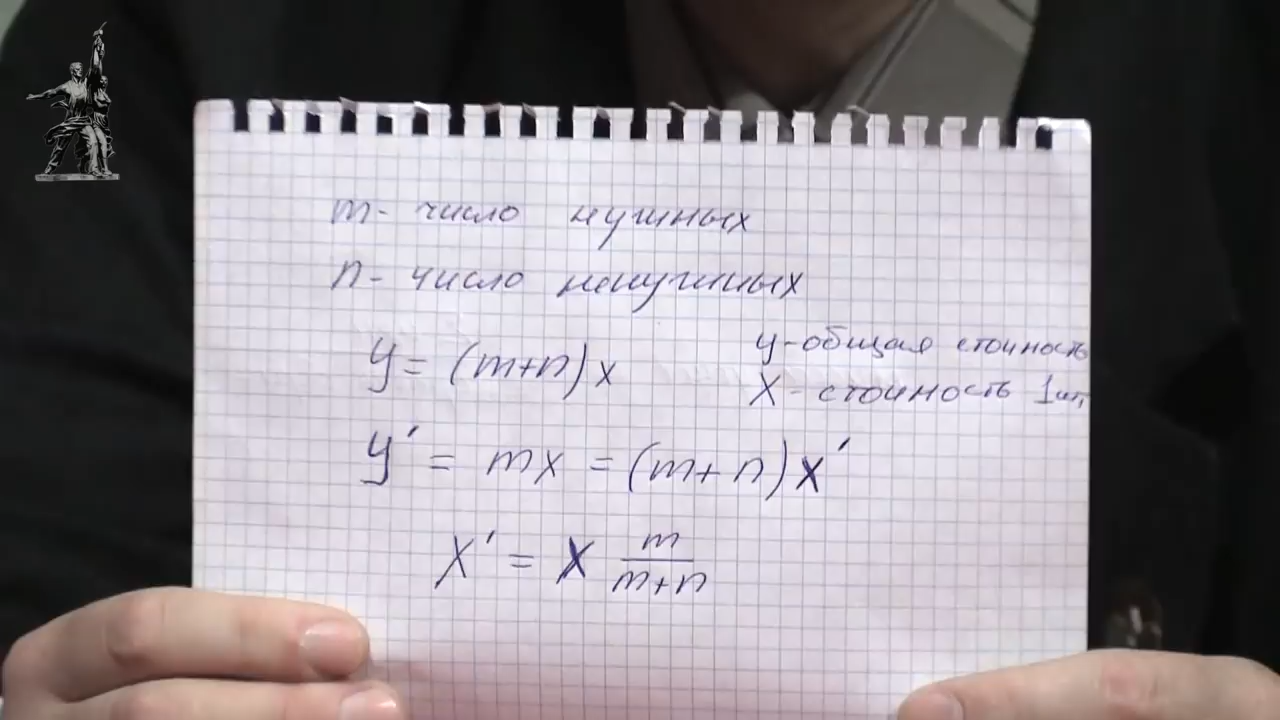 m - число нужных
n - число ненужных
y = (m+n)x
y - общая стоимость
x - стоимость 1шт
y' = mx = (m+n)x'
x' = x m/(m+n)